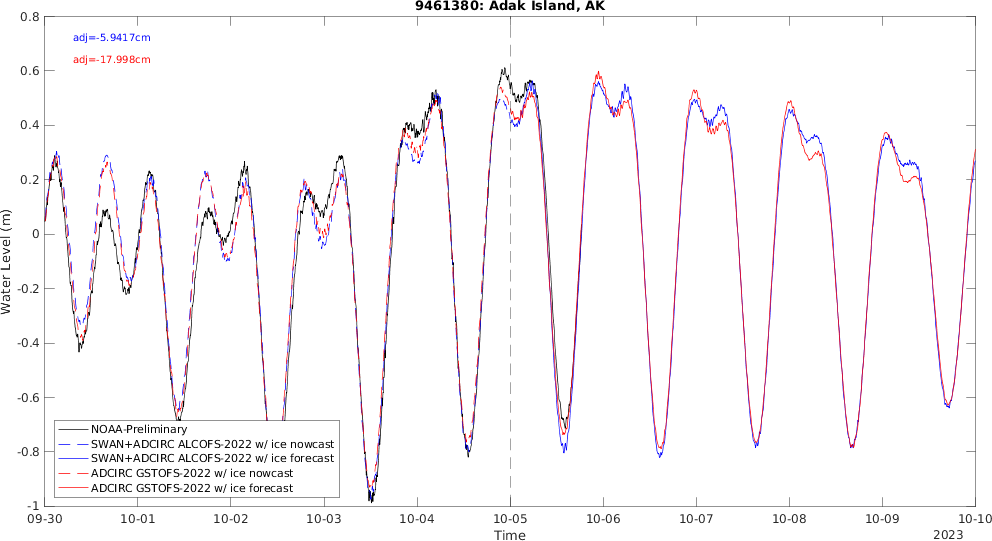 9461380: Adak Island, AK
adj=-5.9417cm
adj=-17.998cm
Water Level (m)
0.8
0.6
0.4
0.2
0
-0.2
-0.4
-0.6
-0.8
-1
NOAA-Preliminary
SWAN+ADCIRC ALCOFS-2022 w/ ice nowcast
SWAN+ADCIRC ALCOFS-2022 w/ ice forecast
ADCIRC GSTOFS-2022 w/ ice nowcast
ADCIRC GSTOFS-2022 w/ ice forecast
09-30 10-01 10-02 10-03 10-04 10-05 10-06 10-07 10-08 10-09 10-10
Time
2023